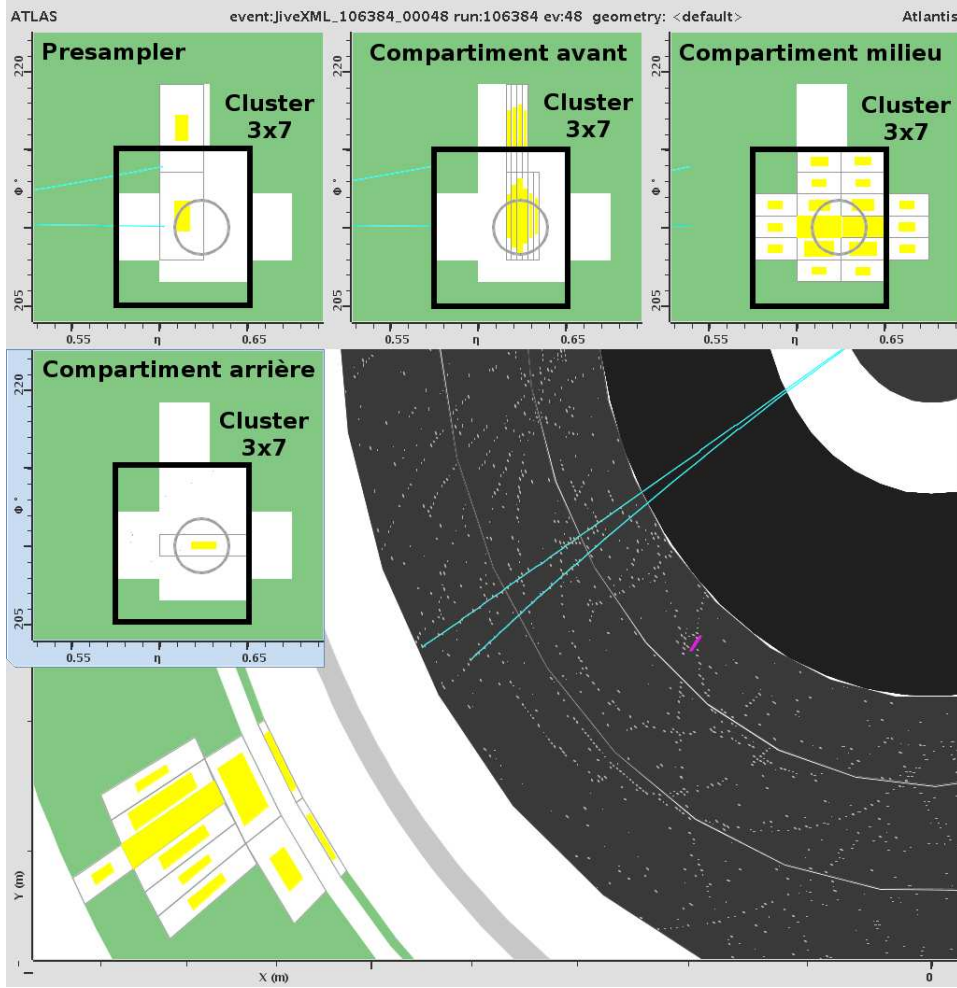 ATLAS event:JiveXML_106384_00048 run:106384 ev:48 geometry: <default> Atlantis
Presampler
Cluster
3x7
220
Φ °
205
0.55 η 0.65
Compartiment avant
Cluster
3x7
220
Φ °
205
0.55 η 0.65
Compartiment milieu
Cluster
3x7
220
Φ °
205
0.55 η 0.65
Compartiment arrière
Cluster
3x7
220
Φ °
205
0.55 η 0.65
Y (m)
X (m) 0